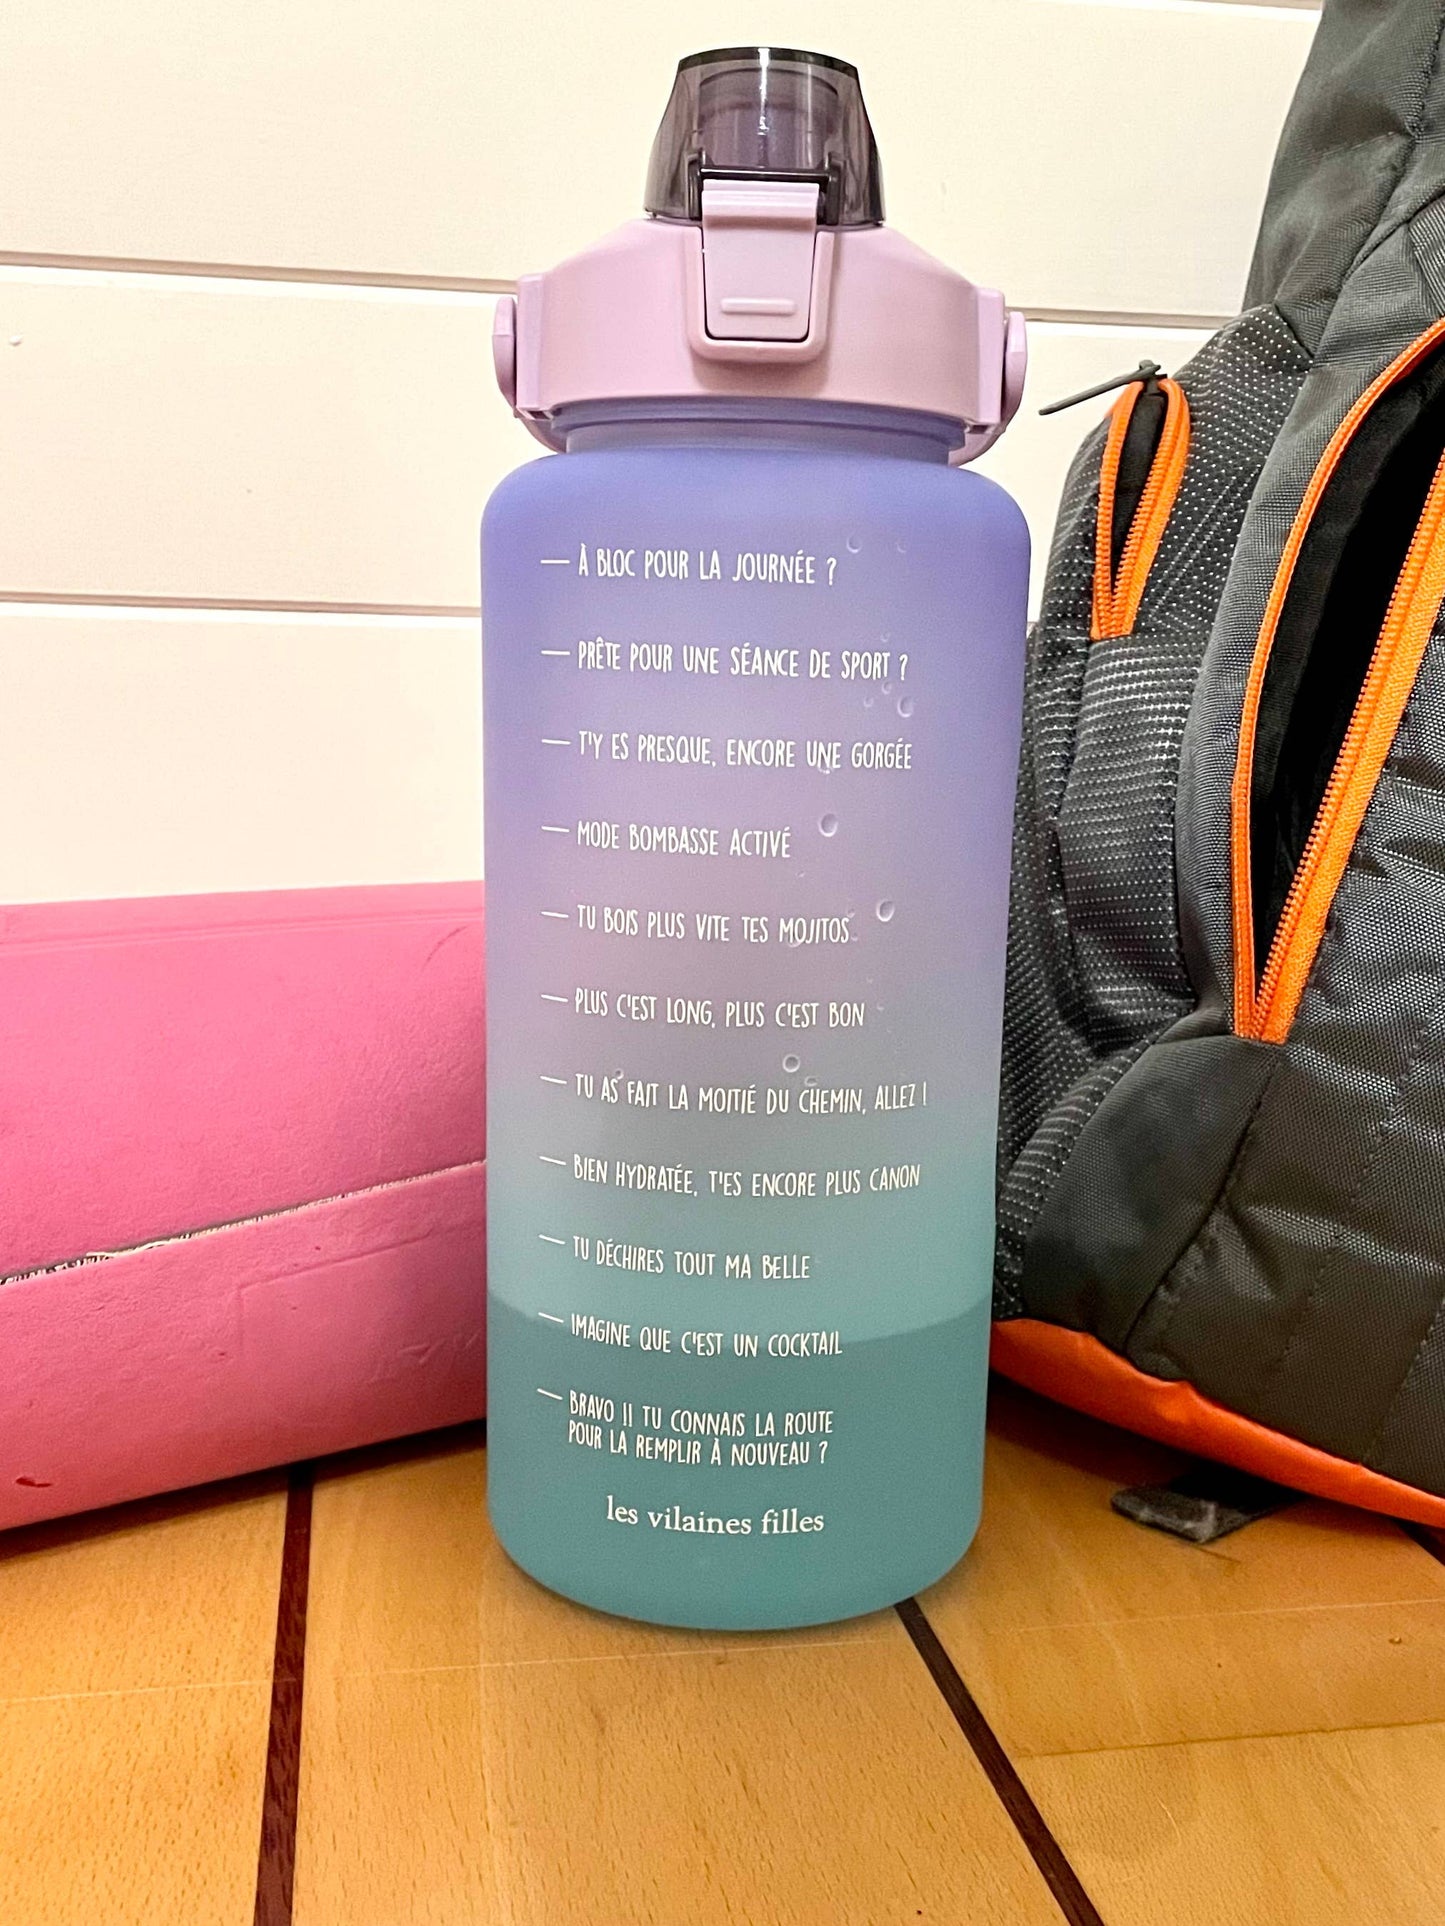 À BLOC POUR LA JOURNÉE ?
PRÊTE POUR UNE SÉANCE DE SPORT ?
T'Y ES PRESQUE, ENCORE UNE GORGÉE
MODE BOMBASSE ACTIVÉ
TU BOIS PLUS VITE TES MOJITOS
PLUS C'EST LONG, PLUS C'EST BON
TU AS FAIT LA MOITIÉ DU CHEMIN, ALLEZ !
BIEN HYDRATÉE, T'ES ENCORE PLUS CANON
TU DÉCHIRES TOUT MA BELLE
IMAGINE QUE C'EST UN COCKTAIL
BRAVO !! TU CONNAIS LA ROUTE
POUR LA REMPLIR À NOUVEAU ?
les vilaines filles